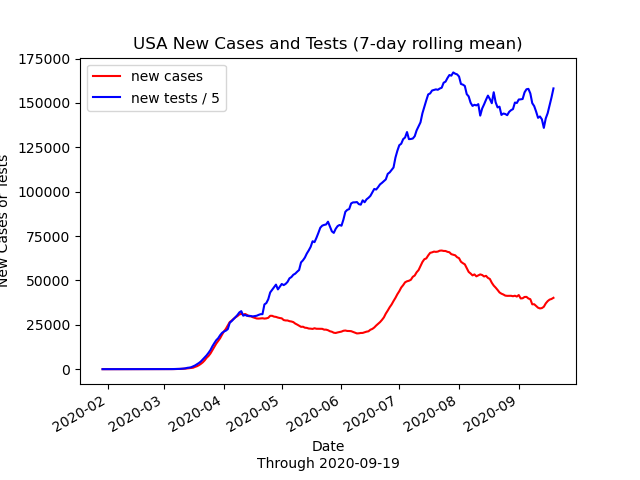 USA New Cases and Tests (7-day rolling mean)
175000
150000
125000
100000
75000
50000
25000
0
new cases
new tests / 5
New Cases or Tests
2020-02
2020-03
2020-04
2020-05
2020-06
2020-07
2020-08
2020-09
Date
Through 2020-09-19